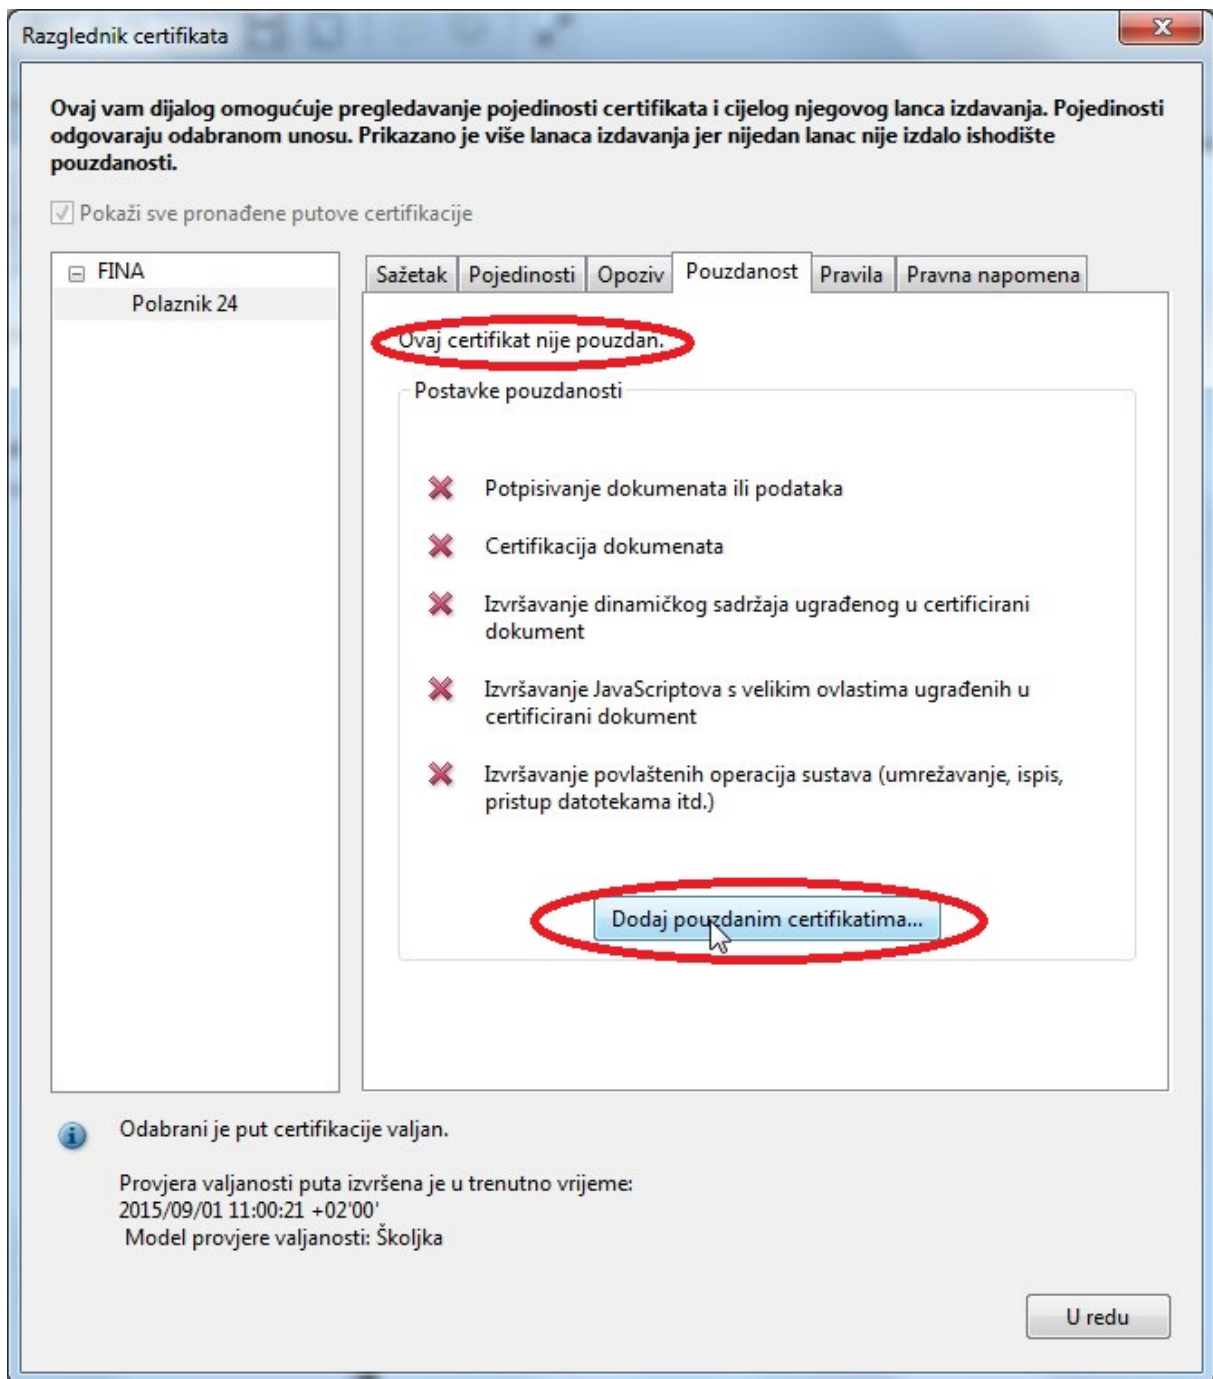 Razglednik certifikata
Ovaj vam dijalog omogućuje pregledavanje pojedinosti certifikata i cijelog njegovog lanca izdavanja. Pojedinosti
odgovaraju odabranom unosu. Prikazano je više lanaca izdavanja jer nijedan lanac nije izdalo ishodište
pouzdanosti.
Pokaži sve pronađene putove certifikacije
FINA
Polaznik 24
Sažetak Pojedinosti Opoziv Pouzdanost Pravila Pravna napomena
Ovaj certifikat nije pouzdan.
Postavke pouzdanosti
Potpisivanje dokumenata ili podataka
Certifikacija dokumenata
Izvršavanje dinamičkog sadržaja ugrađenog u certificirani
dokument
Izvršavanje JavaScriptova s velikim ovlastima ugrađenih u
certificirani dokument
Izvršavanje povlaštenih operacija sustava (umrežavanje, ispis,
pristup datotekama itd.)
Dodaj pouzdanim certifikatima...
Odabrani je put certifikacije valjan.
Provjera valjanosti puta izvršena je u trenutno vrijeme:
2015/09/01 11:00:21 +02'00'
Model provjere valjanosti: Školjka
U redu